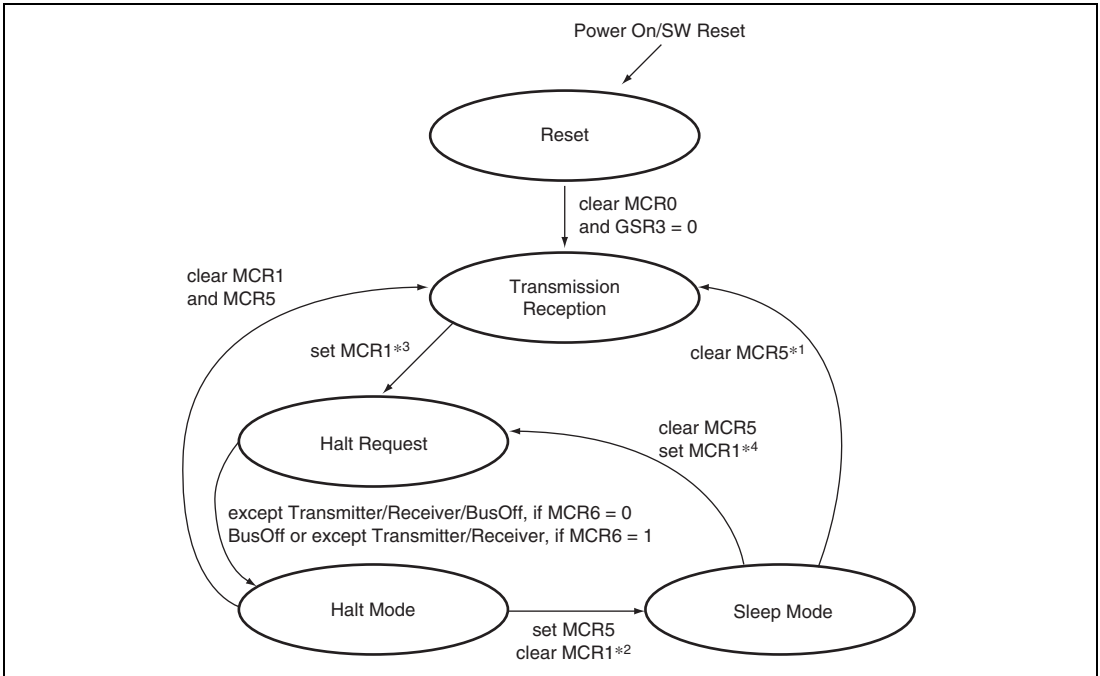 Power On/SW Reset
Reset
clear MCR0
and GSR3 = 0
clear MCR1
and MCR5
Transmission
Reception
set MCR1*3
clear MCR5*1
Halt Request
clear MCR5
set MCR1*4
except Transmitter/Receiver/BusOff, if MCR6 = 0
BusOff or except Transmitter/Receiver, if MCR6 = 1
Halt Mode
Sleep Mode
set MCR5
clear MCR1*2